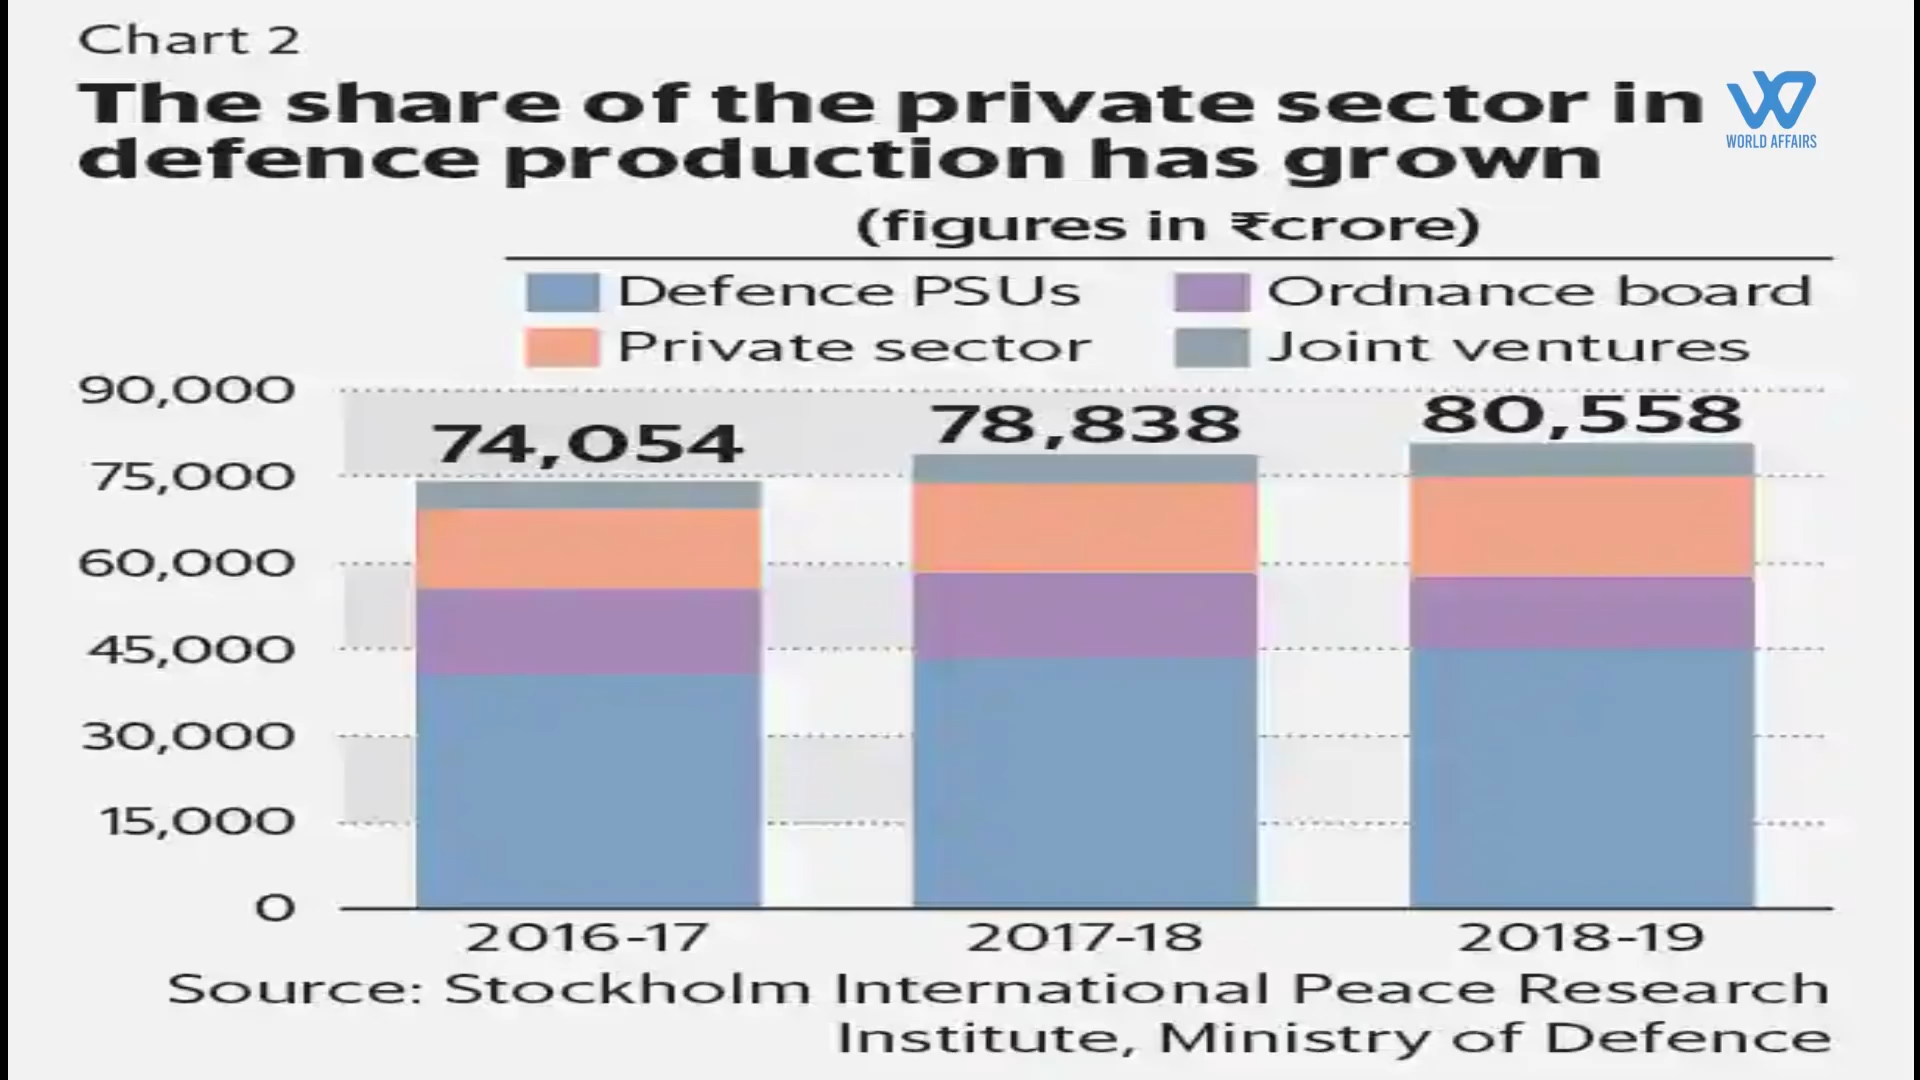 Chart 2
The share of the private sector in
defence production has grown
WORLD AFFAIRS
(figures in ₹crore)
Defence PSUs
Ordnance board
Private sector
Joint ventures
90,000
75,000
60,000
45,000
30,000
15,000
0
74,054
78,838
80,558
2016-17
2017-18
2018-19
Source: Stockholm International Peace Research
Institute, Ministry of Defence